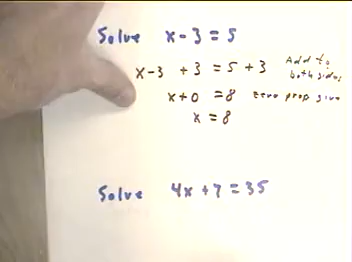 Solve x - 3 = 5
x - 3 + 3 = 5 + 3 Add to
both sides
x + 0 = 8 zero prop
x = 8
Solve 4x + 7 = 35